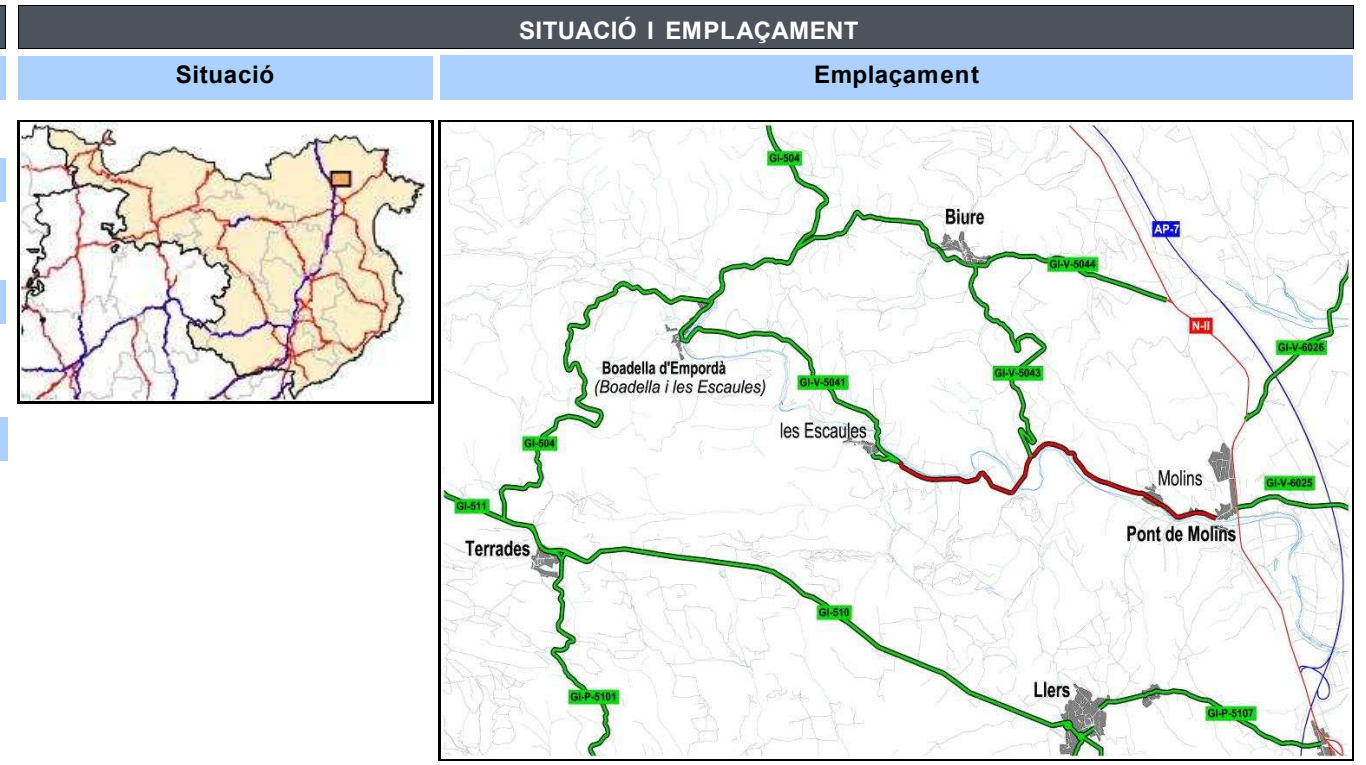 SITUACIÓ I EMPLAÇAMENT
Situació
Emplaçament
GI-504
Biure
AP-7
GI-V-5044
N-II
GI-V-6026
Boadella d'Empordà
(Boadella i les Escaules)
GI-V-5041
GI-V-5043
les Escaules
GI-504
Molins
GI-V-6025
GI-511
Pont de Molins
Terrades
GI-510
GI-P-5101
Llers
GI-P-5107